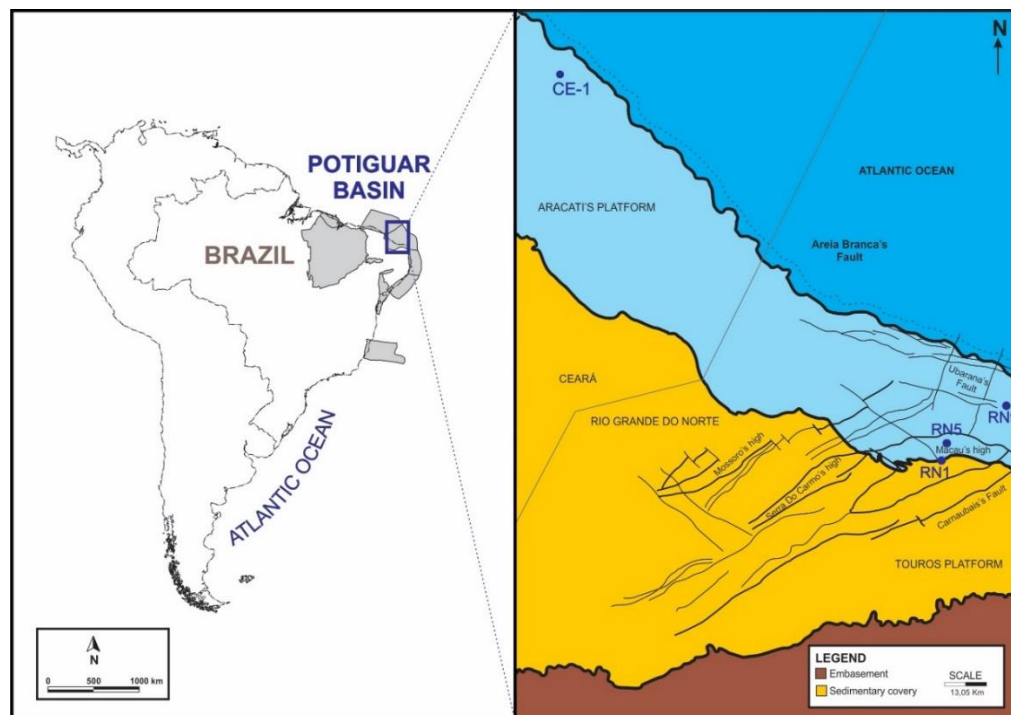 POTIGUAR
BASIN
BRAZIL
ATLANTIC OCEAN
N
0 500 1000 km
N
CE-1
ATLANTIC OCEAN
ARACATI'S PLATFORM
Areia Branca's
Fault
CEARÁ
Ubarana's
Fault
RIO GRANDE DO NORTE
RN5
Macau's high
RN1
Mossoro's high
Serra Do Carmo's high
Carnaubais's Fault
TOUROS PLATFORM
LEGEND
Embasement
Sedimentary covery
SCALE
13,05 Km